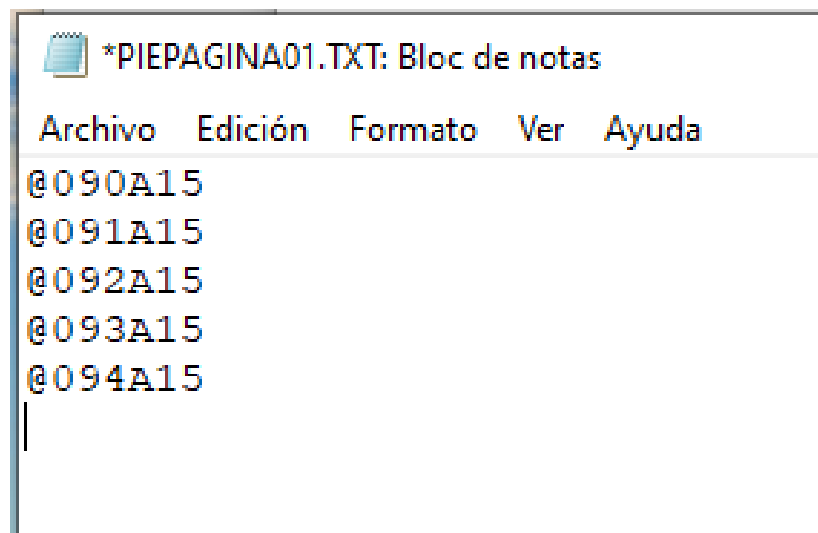 *PIEPAGINA01.TXT: Bloc de notas
Archivo Edición Formato Ver Ayuda
@090A15
@091A15
@092A15
@093A15
@094A15